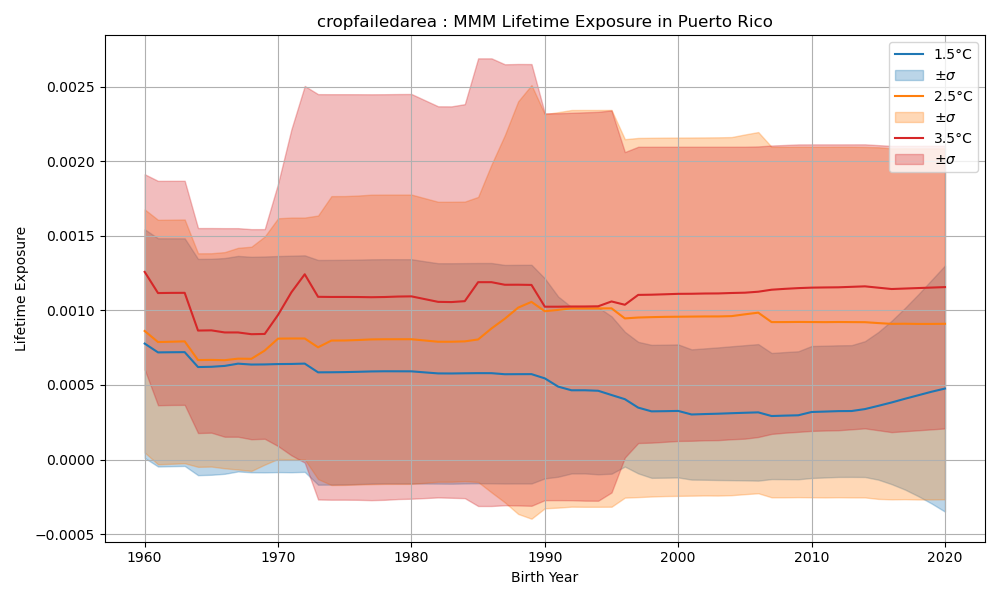 cropfailedarea : MMM Lifetime Exposure in Puerto Rico
1.5°C
±σ
2.5°C
±σ
3.5°C
±σ
0.0025
0.0020
0.0015
0.0010
0.0005
0.0000
−0.0005
Lifetime Exposure
1960 1970 1980 1990 2000 2010 2020
Birth Year